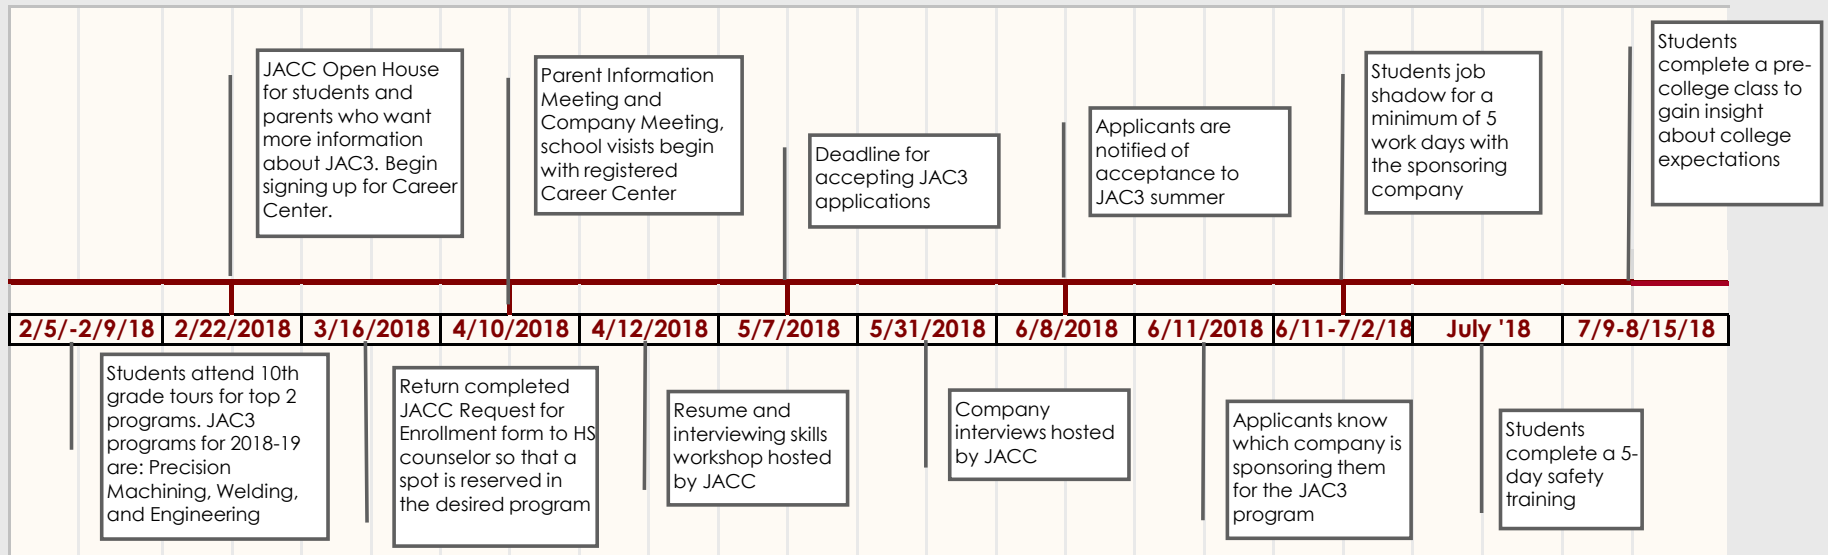 JACC Open House
for students and
parents who want
more information
about JAC3. Begin
signing up for Career
Center.
Parent Information
Meeting and
Company Meeting,
school visists begin
with registered
Career Center
Deadline for
accepting JAC3
applications
Applicants are
notified of
acceptance to
JAC3 summer
Students job
shadow for a
minimum of 5
work days with
the sponsoring
company
Students
complete a pre-
college class to
gain insight
about college
expectations
2/5/-2/9/18 2/22/2018 3/16/2018 4/10/2018 4/12/2018 5/7/2018 5/31/2018 6/8/2018 6/11/2018 6/11-7/2/18 July '18 7/9-8/15/18
Students attend 10th
grade tours for top 2
programs. JAC3
programs for 2018-19
are: Precision
Machining, Welding,
and Engineering
Return completed
JACC Request for
Enrollment form to HS
counselor so that a
spot is reserved in
the desired program
Resume and
interviewing skills
workshop hosted
by JACC
Company
interviews hosted
by JACC
Applicants know
which company is
sponsoring them
for the JAC3
program
Students
complete a 5-
day safety
training